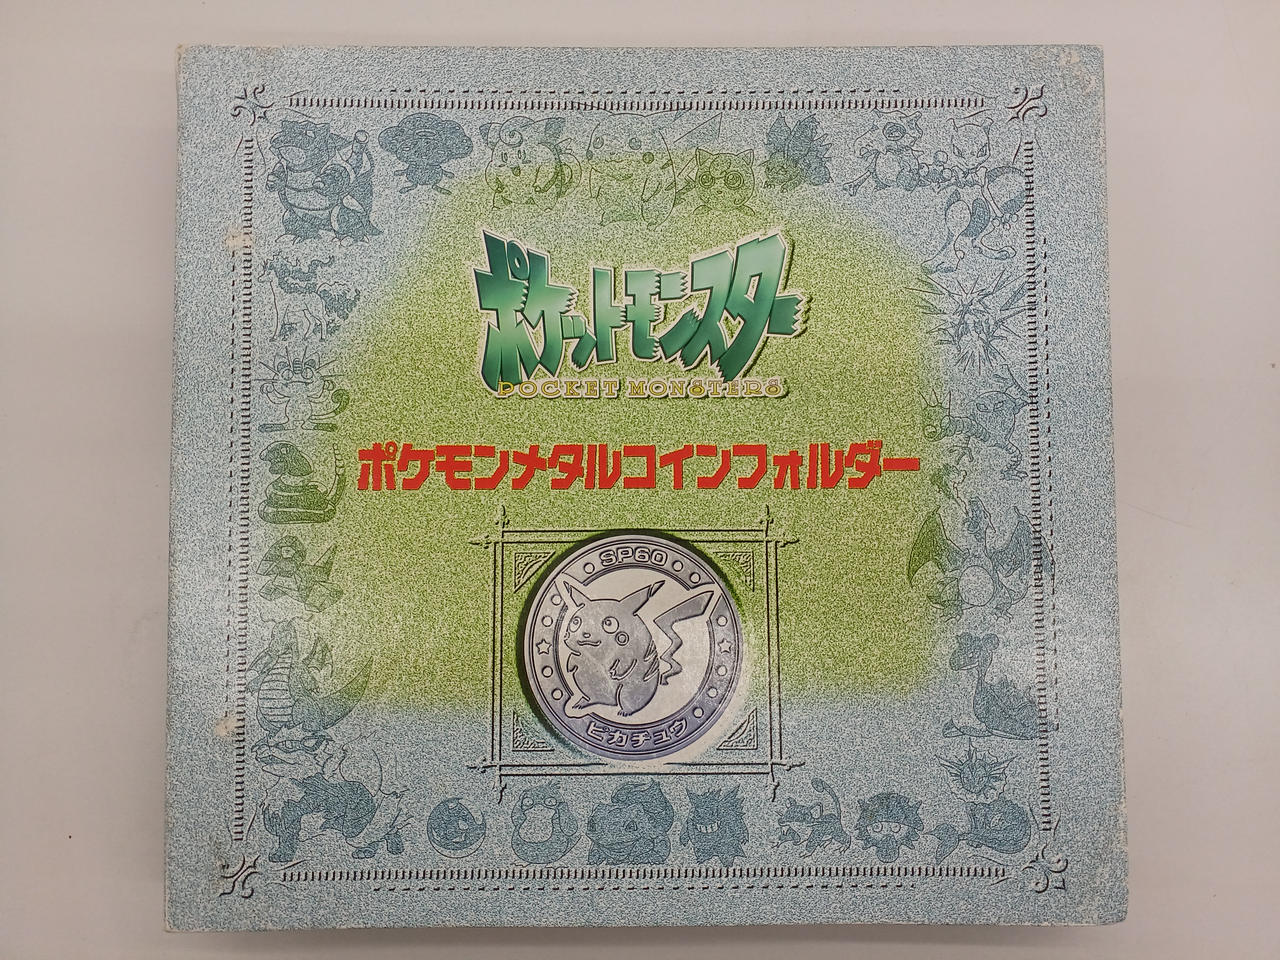 ポケットモンスター
POCKET MONSTERS
ポケモンメタルコインフォルダー
SP60
ピカチュウ